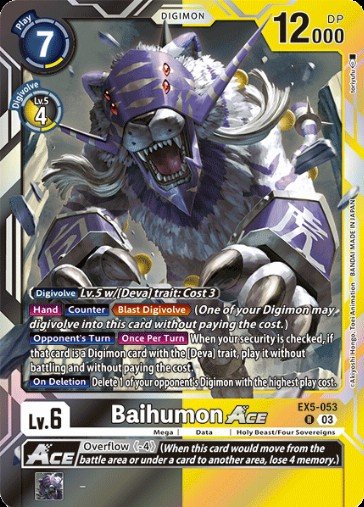 DIGIMON
Play
7
12000
DP
Digivolve
Lv.5
4
©Akiyoshi Hongo, Toei Animation · BANDAI MADE IN JAPAN
Digivolve Lv.5 w/[Deva] trait: Cost 3
Hand Counter Blast Digivolve (One of your Digimon may
digivolve into this card without paying the cost.)
Opponent's Turn Once Per Turn When your security is checked, if
that card is a Digimon card with the [Deva] trait, play it without
battling and without paying the cost.
On Deletion Delete 1 of your opponent's Digimon with the highest play cost.
Lv.6
Baihumon ACE
EX5-053
R 03
Mega Data Holy Beast/Four Sovereigns
ACE Overflow《-4》(When this card would move from the
battle area or under a card to another area, lose 4 memory.)